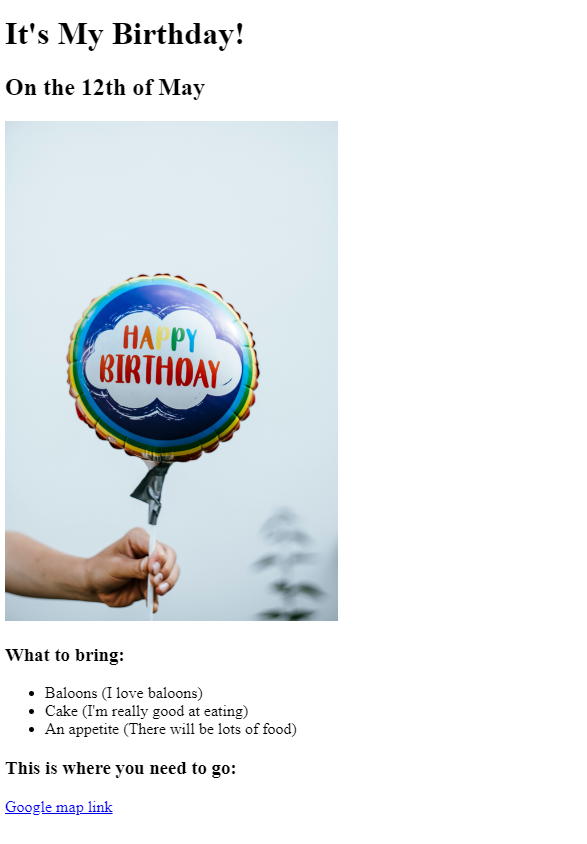 It's My Birthday!
On the 12th of May
HAPPY
BIRTHDAY
What to bring:
Baloons (I love baloons)
Cake (I'm really good at eating)
An appetite (There will be lots of food)
This is where you need to go:
Google map link